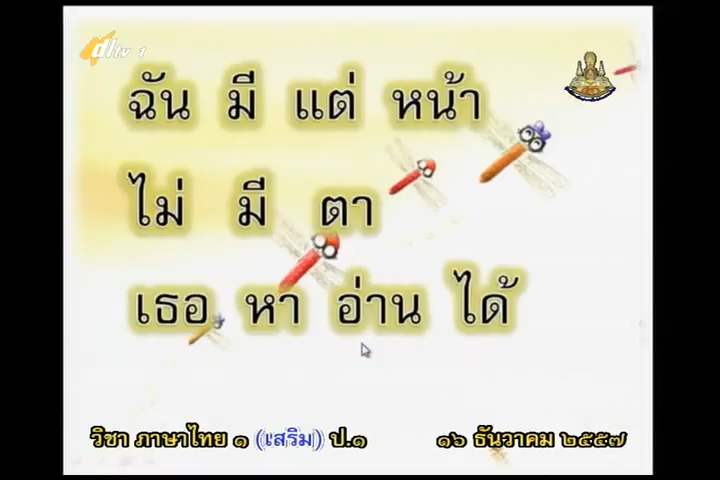 dltv 1
ฉัน มี แต่ หน้า
ไม่ มี ตา
เธอ หา อ่าน ได้
วิชา ภาษาไทย ๑ (เสริม) ป.๑ ๑๖ ธันวาคม ๒๕๕๗